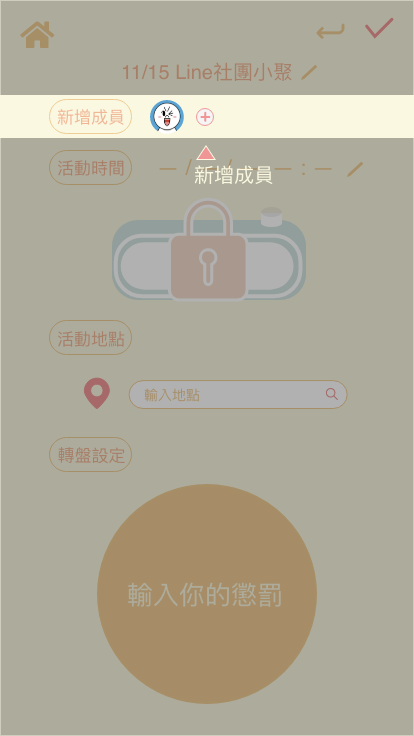 11/15 Line社團小聚
新增成員
活動時間
— / — / — — : —
新增成員
活動地點
輸入地點
轉盤設定
輸入你的懲罰